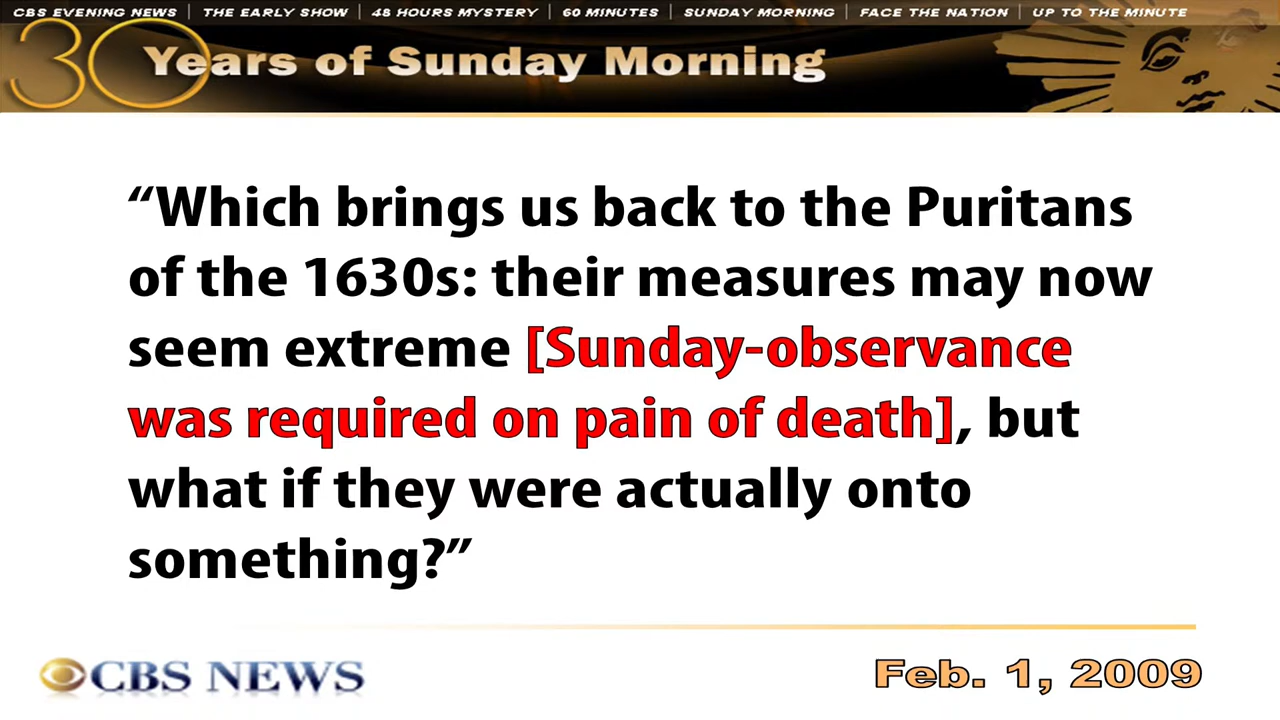 CBS EVENING NEWS | THE EARLY SHOW | 48 HOURS MYSTERY | 60 MINUTES | SUNDAY MORNING | FACE THE NATION | UP TO THE MINUTE
30 Years of Sunday Morning
“Which brings us back to the Puritans
of the 1630s: their measures may now
seem extreme [Sunday-observance
was required on pain of death], but
what if they were actually onto
something?”
CBS NEWS
Feb. 1, 2009